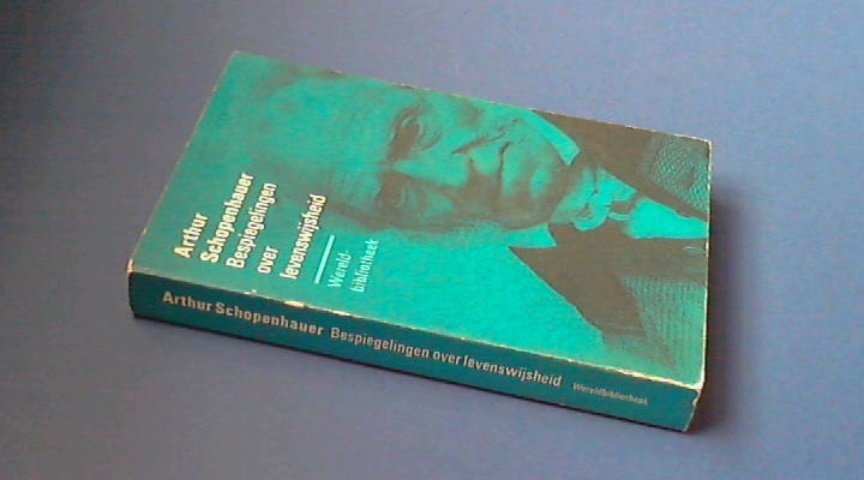 Arthur
Schopenhauer
Bespiegelingen
over
levenswijsheid
Wereld-
bibliotheek
Arthur Schopenhauer Bespiegelingen over levenswijsheid Wereldbibliotheek